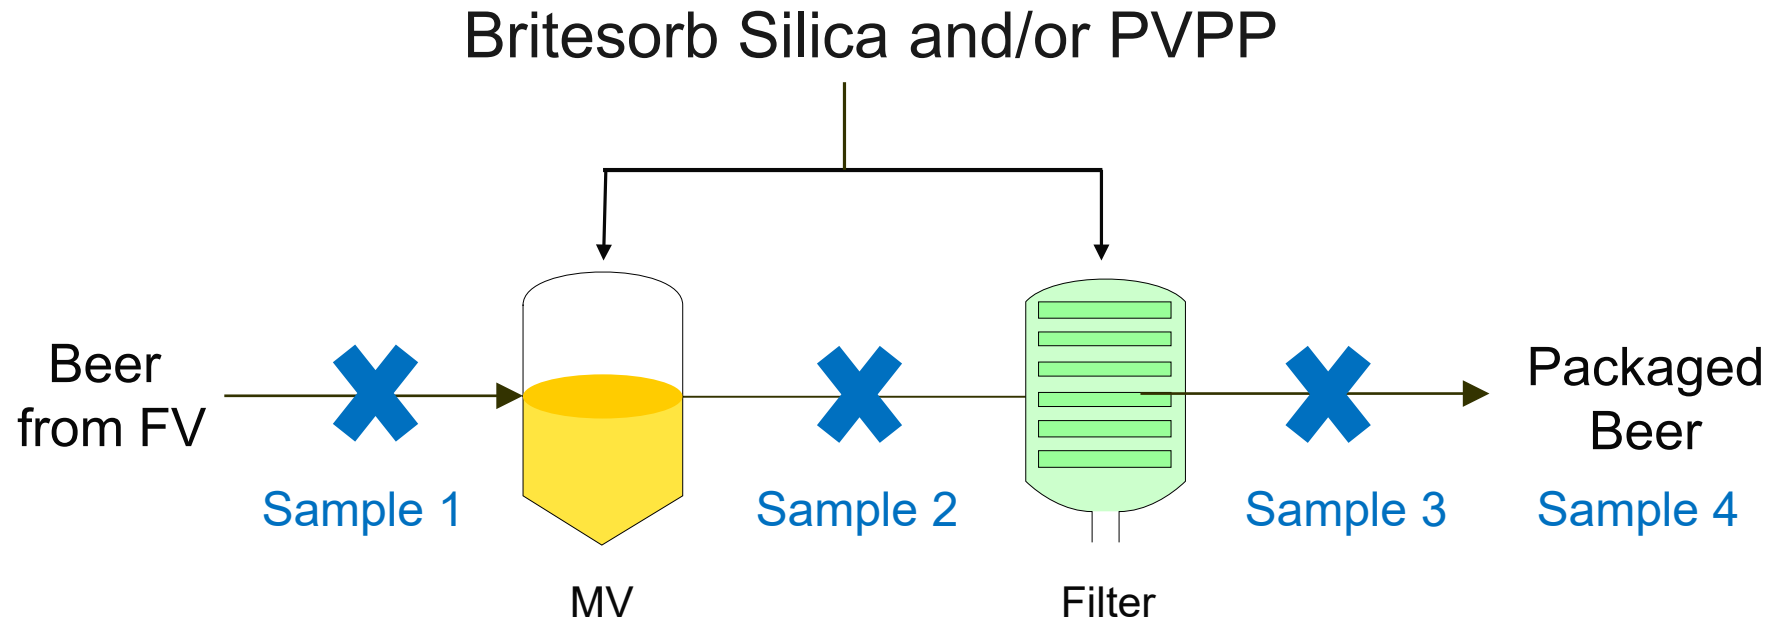 Britesorb Silica and/or PVPP
Beer
from FV
Packaged
Beer
Sample 1
Sample 2
Sample 3
Sample 4
MV
Filter